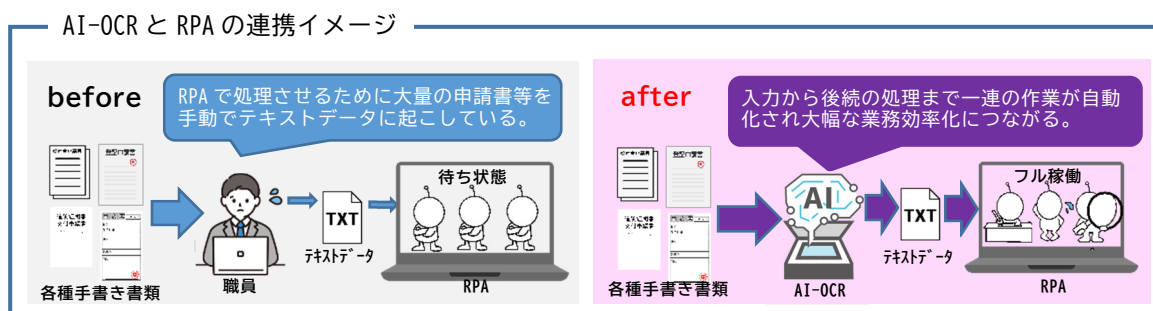 AI-OCR と RPA の連携イメージ
before
RPA で処理させるために大量の申請書等を
手動でテキストデータに起こしている。
待ち状態
TXT
テキストデータ
各種手書き書類
職員
RPA
after
入力から後続の処理まで一連の作業が自動
化され大幅な業務効率化につながる。
フル稼働
AI
TXT
テキストデータ
各種手書き書類
AI-OCR
RPA